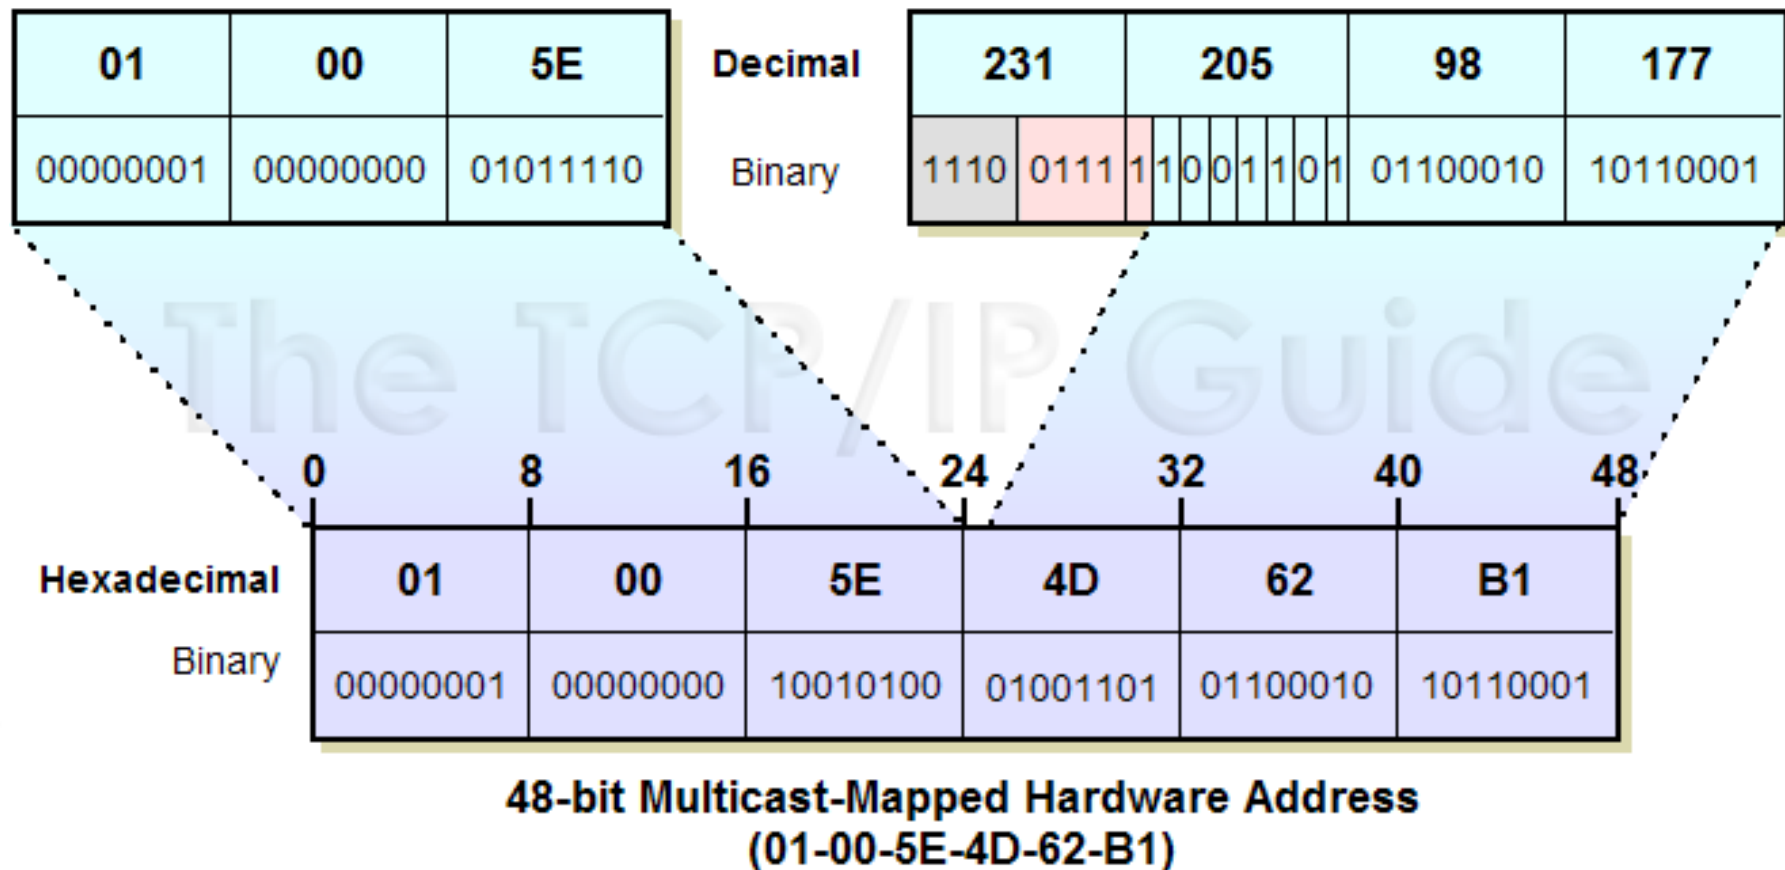 01 00 5E Decimal 231 205 98 177
00000001 00000000 01011110 Binary 1110 0111 1 1 0 0 1 1 0 1 01100010 10110001
The TCP/IP Guide
0 8 16 24 32 40 48
Hexadecimal 01 00 5E 4D 62 B1
Binary 00000001 00000000 10010100 01001101 01100010 10110001
48-bit Multicast-Mapped Hardware Address
(01-00-5E-4D-62-B1)